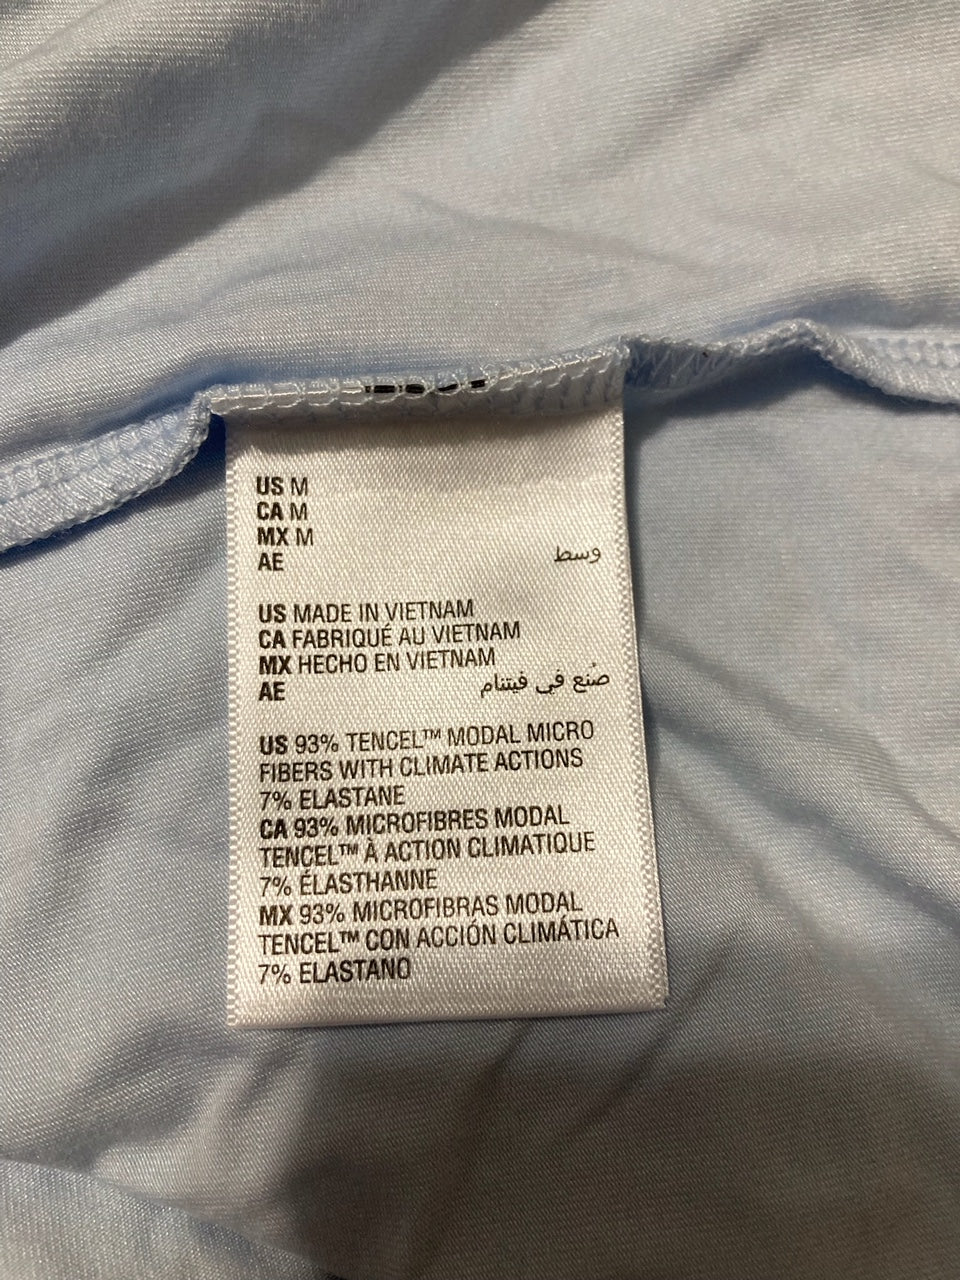 US M
CA M
MX M
AE وسط
US MADE IN VIETNAM
CA FABRIQUÉ AU VIETNAM
MX HECHO EN VIETNAM
AE صُنع في فيتنام
US 93% TENCEL™ MODAL MICRO
FIBERS WITH CLIMATE ACTIONS
7% ELASTANE
CA 93% MICROFIBRES MODAL
TENCEL™ À ACTION CLIMATIQUE
7% ÉLASTHANNE
MX 93% MICROFIBRAS MODAL
TENCEL™ CON ACCIÓN CLIMÁTICA
7% ELASTANO